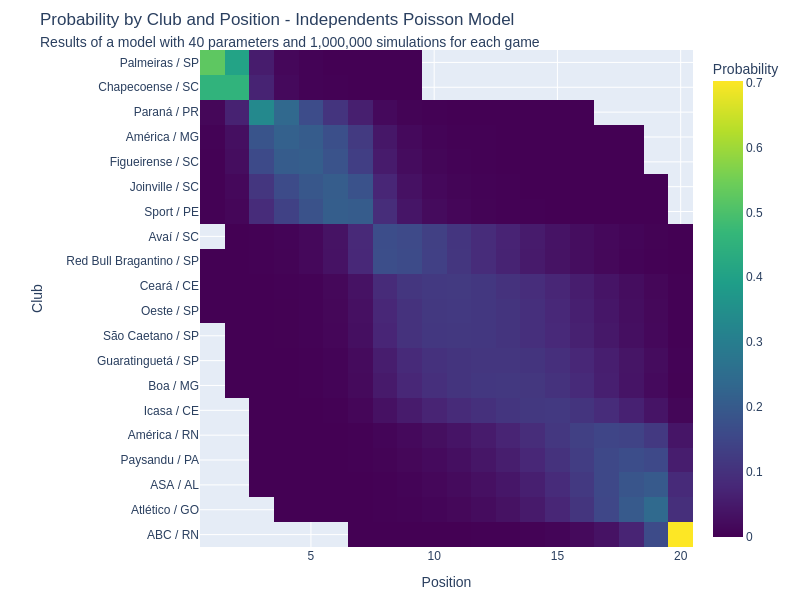 Probability by Club and Position - Independents Poisson Model
Results of a model with 40 parameters and 1,000,000 simulations for each game
Probability
Palmeiras / SP
Chapecoense / SC
Paraná / PR
América / MG
Figueirense / SC
Joinville / SC
Sport / PE
Avaí / SC
Red Bull Bragantino / SP
Ceará / CE
Oeste / SP
São Caetano / SP
Guaratinguetá / SP
Boa / MG
Icasa / CE
América / RN
Paysandu / PA
ASA / AL
Atlético / GO
ABC / RN
Club
5
10
15
20
Position
0.7
0.6
0.5
0.4
0.3
0.2
0.1
0